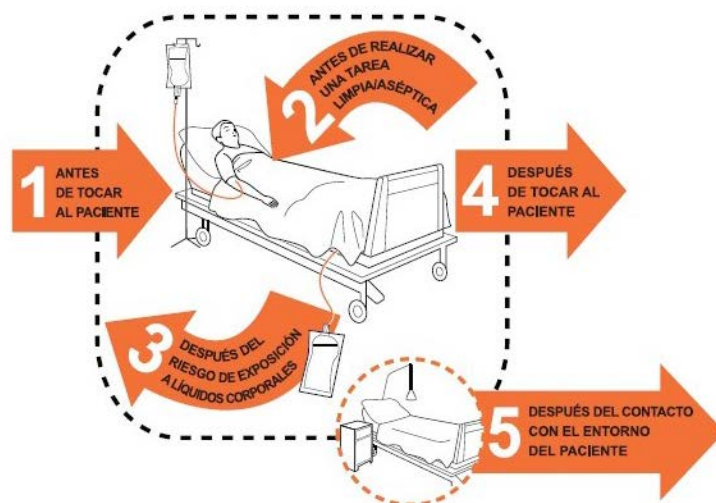 1 ANTES
DE TOCAR
AL PACIENTE
2 ANTES DE REALIZAR
UNA TAREA
LIMPIA/ASÉPTICA
3 DESPUÉS DEL
RIESGO DE EXPOSICIÓN
A LÍQUIDOS CORPORALES
4 DESPUÉS
DE TOCAR AL
PACIENTE
5 DESPUÉS DEL CONTACTO
CON EL ENTORNO
DEL PACIENTE